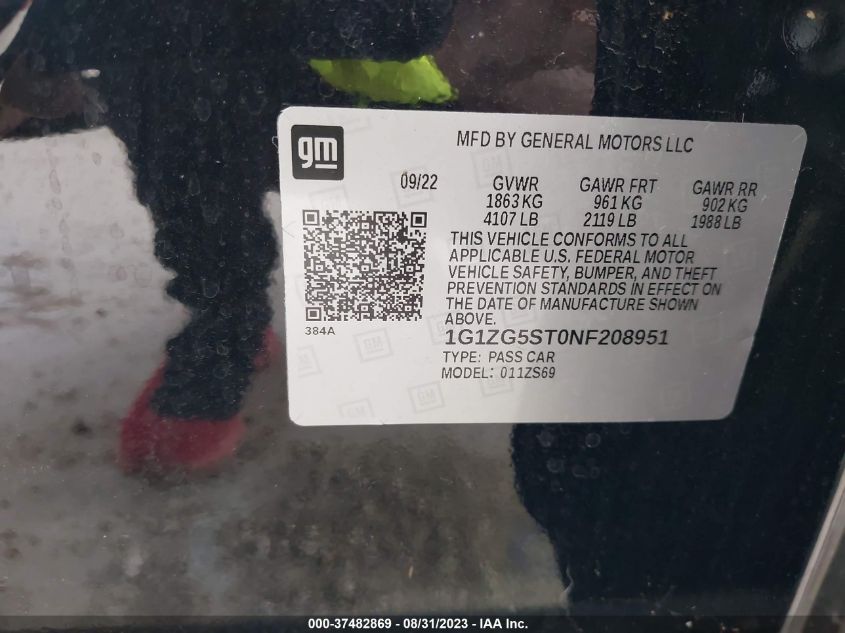 gm
MFD BY GENERAL MOTORS LLC
09/22 GVWR GAWR FRT GAWR RR
1863 KG 961 KG 902 KG
4107 LB 2119 LB 1988 LB
THIS VEHICLE CONFORMS TO ALL
APPLICABLE U.S. FEDERAL MOTOR
VEHICLE SAFETY, BUMPER, AND THEFT
PREVENTION STANDARDS IN EFFECT ON
THE DATE OF MANUFACTURE SHOWN
ABOVE.
384A
1G1ZG5ST0NF208951
TYPE: PASS CAR
MODEL: 011ZS69
000-37482869 - 08/31/2023 - IAA Inc.